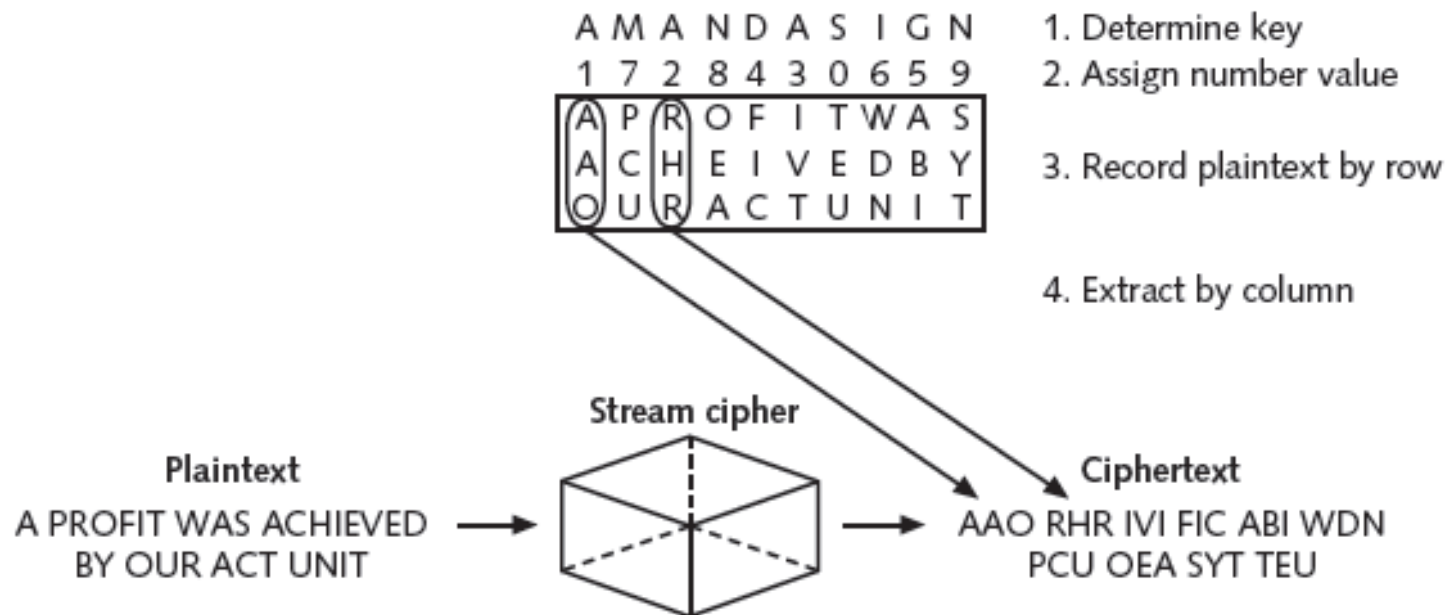 A M A N D A S I G N 1. Determine key
1 7 2 8 4 3 0 6 5 9 2. Assign number value
A P R O F I T W A S
A C H E I V E D B Y 3. Record plaintext by row
O U R A C T U N I T
4. Extract by column
Stream cipher
Plaintext
A PROFIT WAS ACHIEVED
BY OUR ACT UNIT
Ciphertext
AAO RHR IVI FIC ABI WDN
PCU OEA SYT TEU